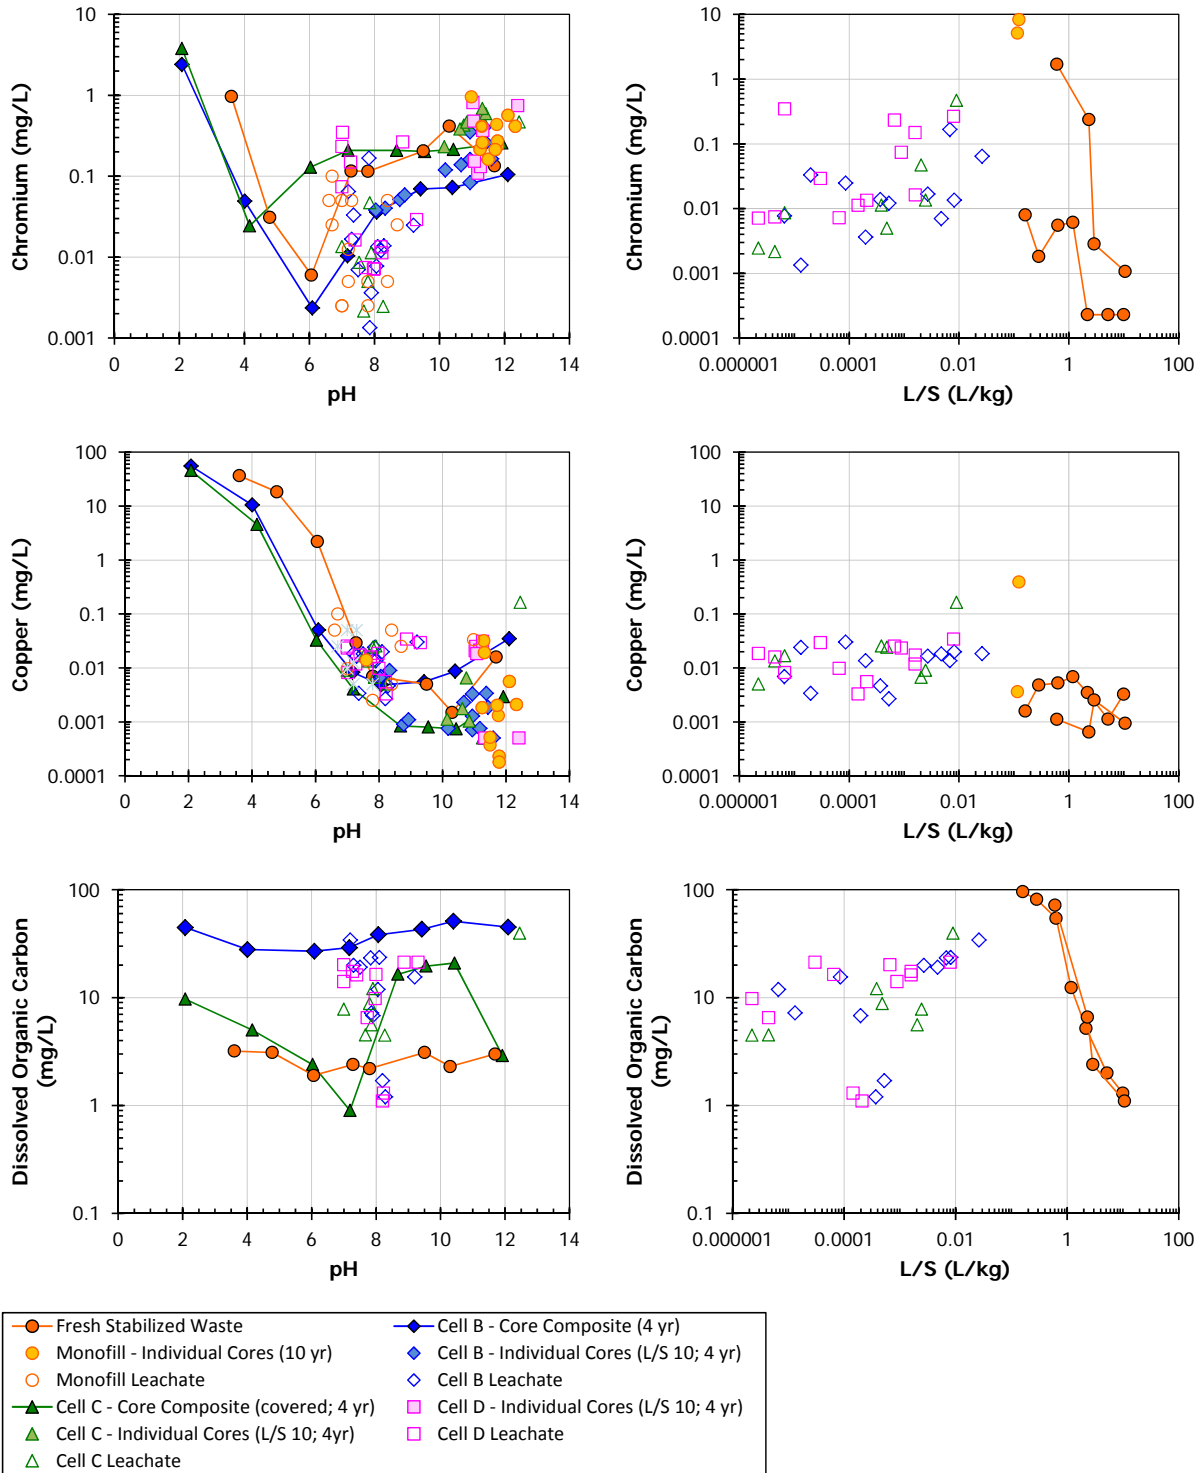 10
1
0.1
0.01
0.001
Chromium (mg/L)
0 2 4 6 8 10 12 14
pH
10
1
0.1
0.01
0.001
0.0001
Chromium (mg/L)
0.000001 0.0001 0.01 1 100
L/S (L/kg)
100
10
1
0.1
0.01
0.001
0.0001
Copper (mg/L)
0 2 4 6 8 10 12 14
pH
100
10
1
0.1
0.01
0.001
0.0001
Copper (mg/L)
0.000001 0.0001 0.01 1 100
L/S (L/kg)
100
10
1
0.1
Dissolved Organic Carbon
(mg/L)
0 2 4 6 8 10 12 14
pH
100
10
1
0.1
Dissolved Organic Carbon
(mg/L)
0.000001 0.0001 0.01 1 100
L/S (L/kg)
Fresh Stabilized Waste
Monofill - Individual Cores (10 yr)
Monofill Leachate
Cell C - Core Composite (covered; 4 yr)
Cell C - Individual Cores (L/S 10; 4yr)
Cell C Leachate
Cell B - Core Composite (4 yr)
Cell B - Individual Cores (L/S 10; 4 yr)
Cell B Leachate
Cell D - Individual Cores (L/S 10; 4 yr)
Cell D Leachate